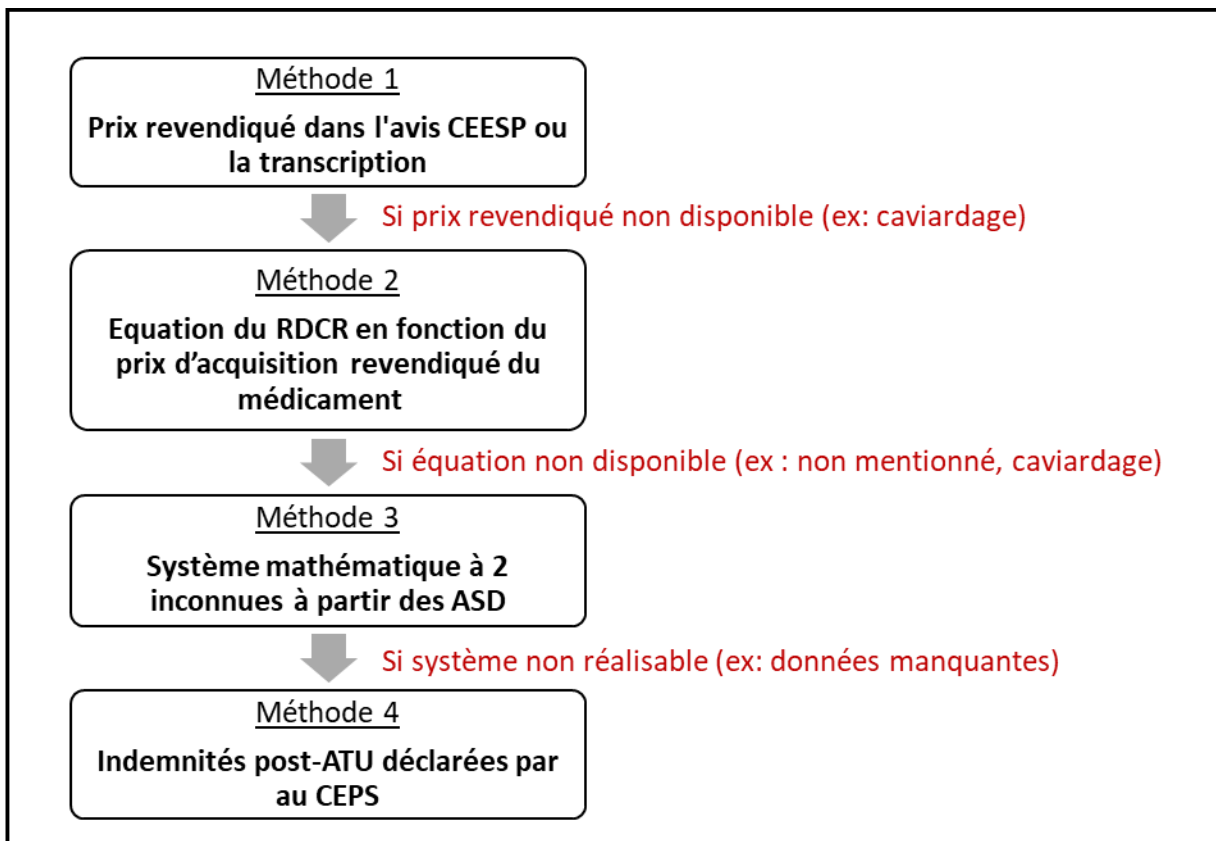 Méthode 1
Prix revendiqué dans l'avis CEESP ou
la transcription
Si prix revendiqué non disponible (ex: caviardage)
Méthode 2
Equation du RDCR en fonction du
prix d’acquisition revendiqué du
médicament
Si équation non disponible (ex : non mentionné, caviardage)
Méthode 3
Système mathématique à 2
inconnues à partir des ASD
Si système non réalisable (ex: données manquantes)
Méthode 4
Indemnités post-ATU déclarées par
au CEPS